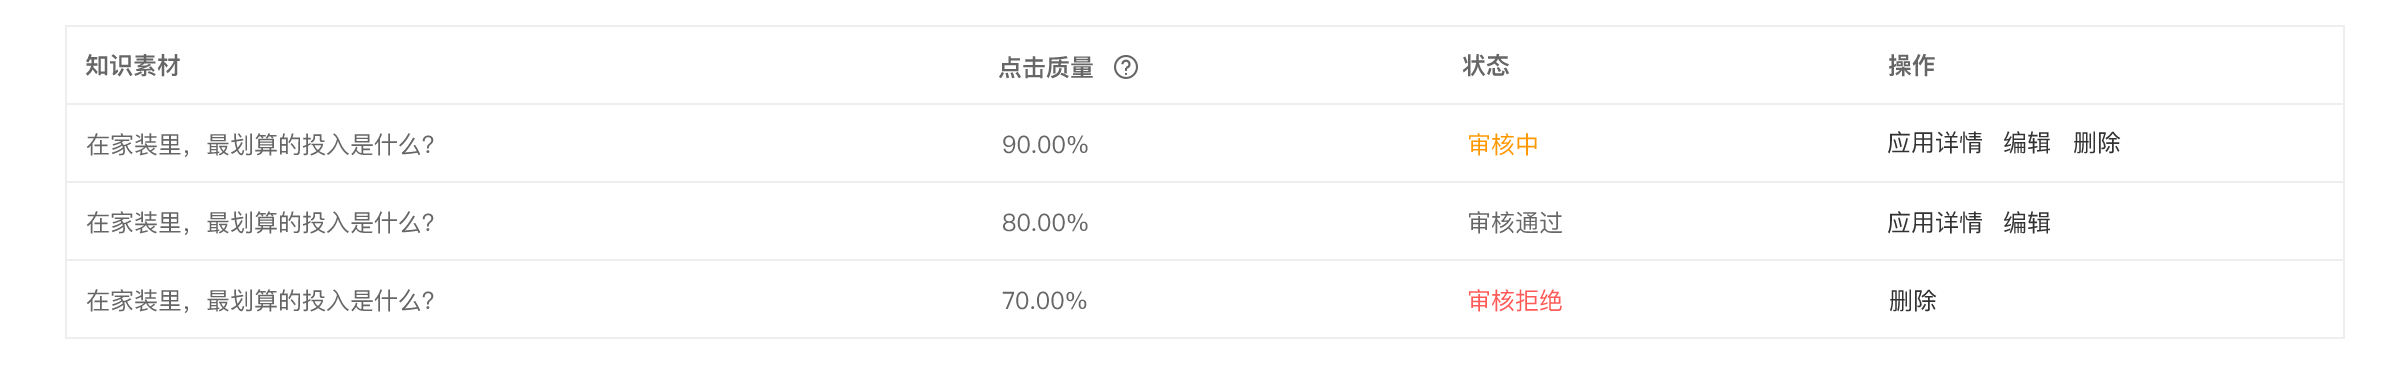 知识素材 点击质量 ? 状态 操作
在家装里，最划算的投入是什么？ 90.00% 审核中 应用详情 编辑 删除
在家装里，最划算的投入是什么？ 80.00% 审核通过 应用详情 编辑
在家装里，最划算的投入是什么？ 70.00% 审核拒绝 删除